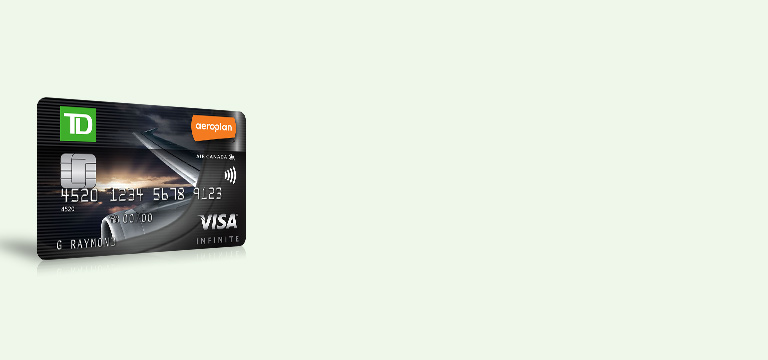 TD
aeroplan
AIR CANADA
4520 1234 5678 9123
4520
00/00
VISA
G RAYMOND
INFINITE